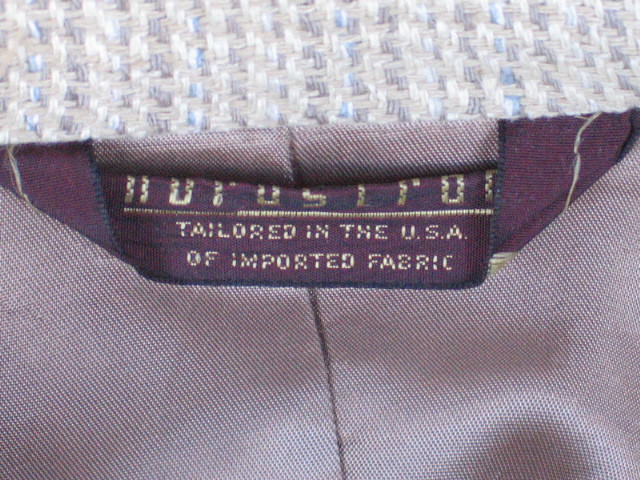 TAILORED IN THE U.S.A.
OF IMPORTED FABRIC